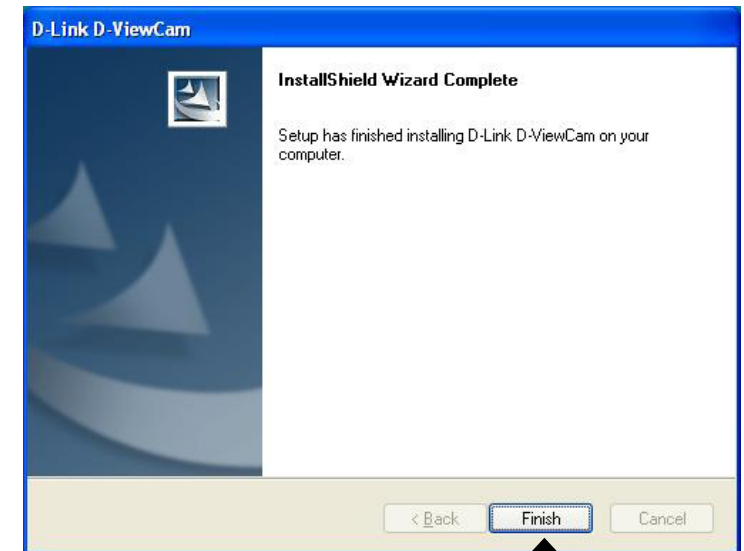 D-Link D-ViewCam
InstallShield Wizard Complete
Setup has finished installing D-Link D-ViewCam on your
computer.
< Back Finish Cancel